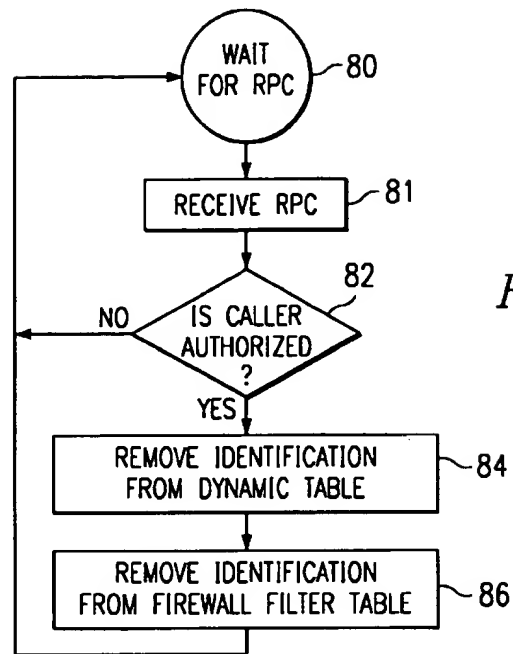 WAIT
FOR RPC
80
RECEIVE RPC
81
82
IS CALLER
AUTHORIZED
?
NO
YES
REMOVE IDENTIFICATION
FROM DYNAMIC TABLE
84
REMOVE IDENTIFICATION
FROM FIREWALL FILTER TABLE
86